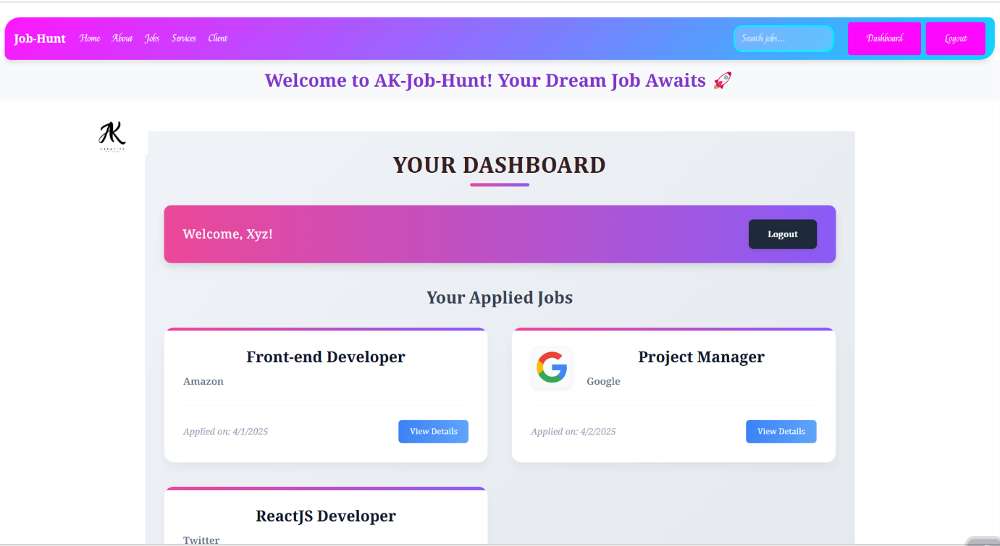 Job-Hunt Home About Jobs Services Client Search jobs... Dashboard Logout
Welcome to AK-Job-Hunt! Your Dream Job Awaits 🚀
AK
CREATIVE
YOUR DASHBOARD
Welcome, Xyz! Logout
Your Applied Jobs
Front-end Developer
Amazon
Applied on: 4/1/2025 View Details
Project Manager
Google
Applied on: 4/2/2025 View Details
ReactJS Developer
Twitter